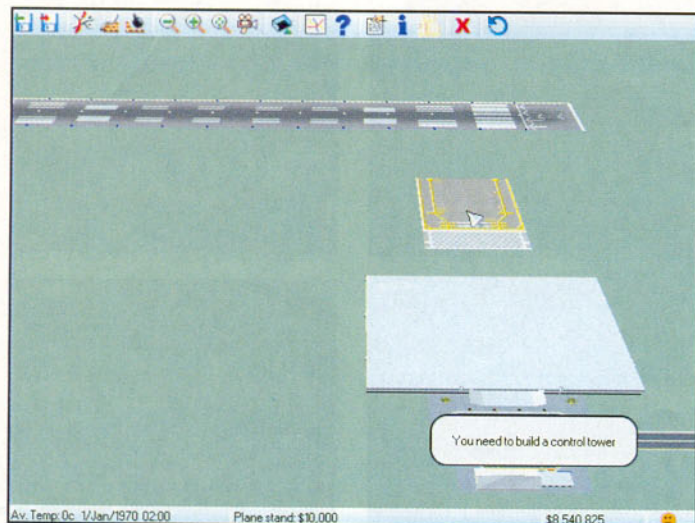 You need to build a control tower
Av. Temp: 0c 1/Jan/1970 02:00 Plane stand: $10,000 $8,540,825